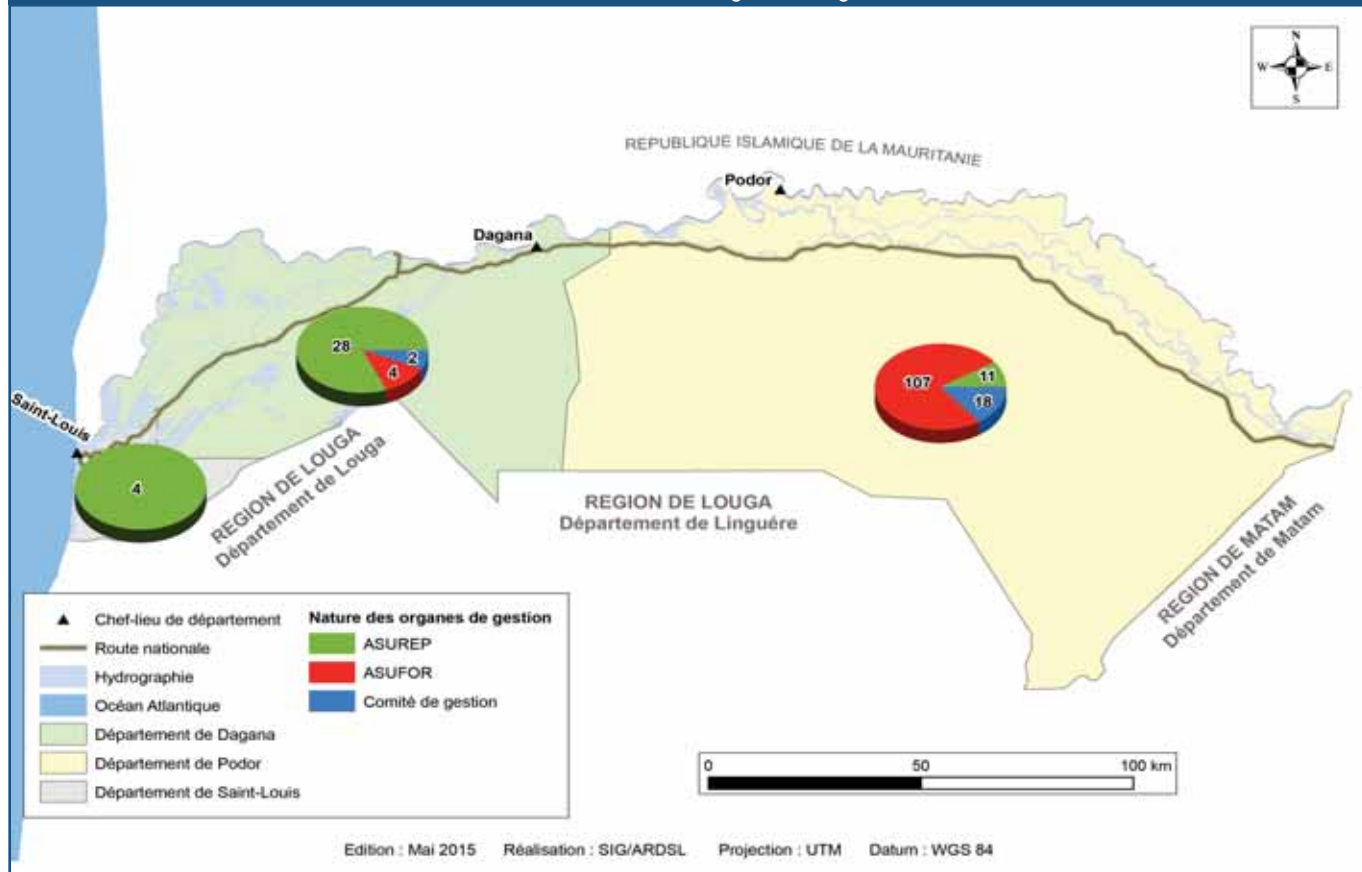 N
W E
S
REPUBLIQUE ISLAMIQUE DE LA MAURITANIE
Podor
Dagana
28
2
4
107
11
18
Saint-Louis
4
REGION DE LOUGA
Département de Louga
REGION DE LOUGA
Département de Linguére
REGION DE MATAM
Département de Matam
Chef-lieu de département
Route nationale
Hydrographie
Océan Atlantique
Département de Dagana
Département de Podor
Département de Saint-Louis
Nature des organes de gestion
ASUREP
ASUFOR
Comité de gestion
0 50 100 km
Edition : Mai 2015 Réalisation : SIG/ARDSL Projection : UTM Datum : WGS 84